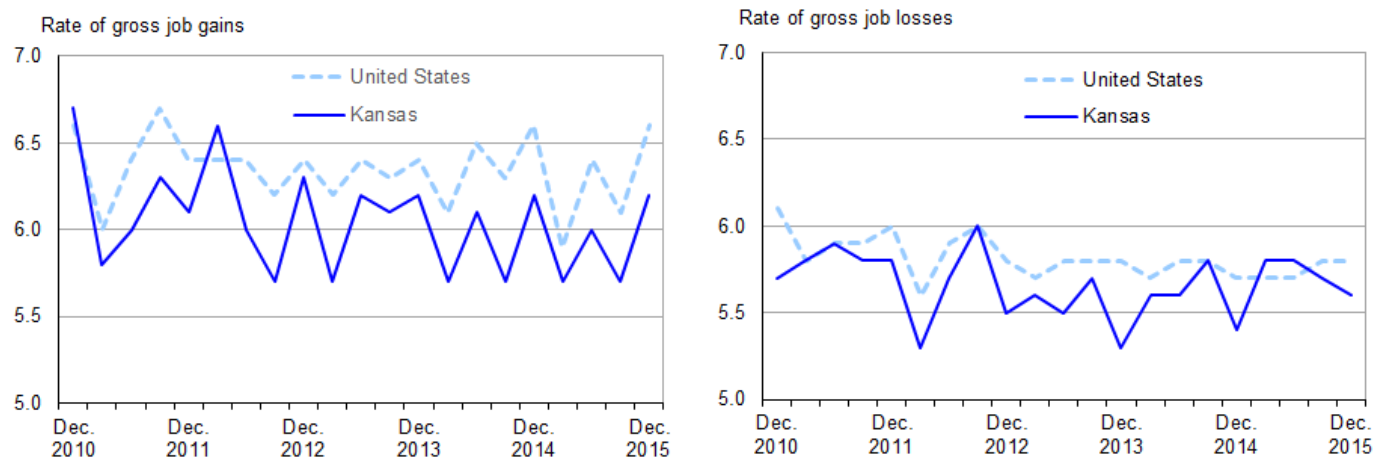 Rate of gross job gains
7.0
6.5
6.0
5.5
5.0
United States
Kansas
Dec. Dec. Dec. Dec. Dec. Dec.
2010 2011 2012 2013 2014 2015
Rate of gross job losses
7.0
6.5
6.0
5.5
5.0
United States
Kansas
Dec. Dec. Dec. Dec. Dec. Dec.
2010 2011 2012 2013 2014 2015